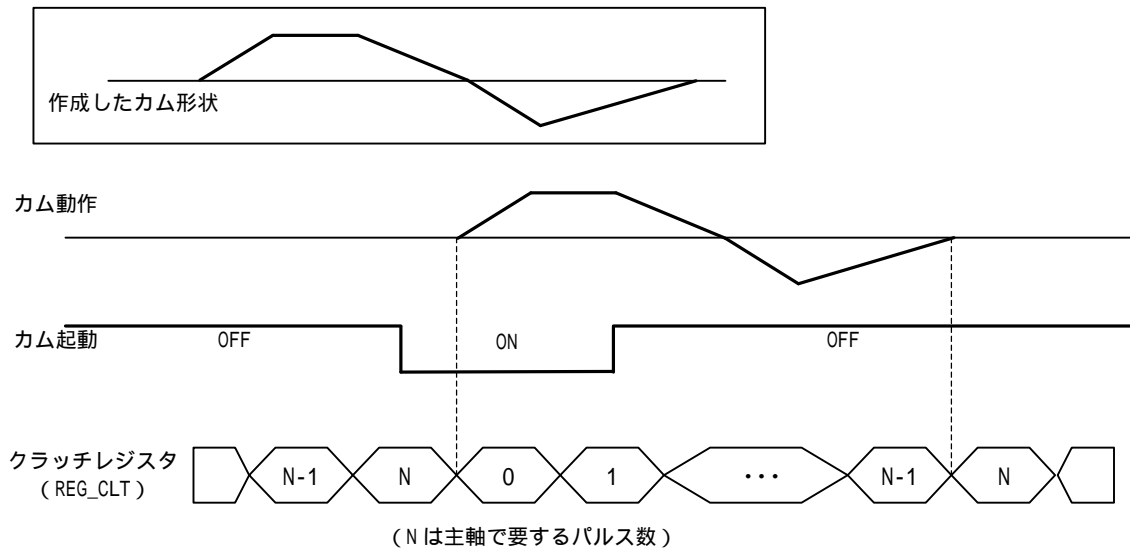 作成したカム形状
カム動作
カム起動
OFF
ON
OFF
クラッチレジスタ
(REG_CLT)
N-1
N
0
1
･･･
N-1
N
(Nは主軸で要するパルス数)